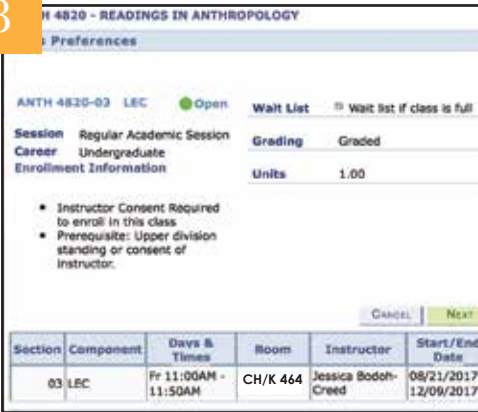 3
H 4820 - READINGS IN ANTHROPOLOGY
s Preferences
ANTH 4820-03 LEC Open
Session Regular Academic Session
Career Undergraduate
Enrollment Information
• Instructor Consent Required
to enroll in this class
• Prerequisite: Upper division
standing or consent of
instructor.
Wait List Wait list if class is full
Grading Graded
Units 1.00
CANCEL NEXT
Section Component Days & Times Room Instructor Start/End Date
03 LEC Fr 11:00AM - 11:50AM CH/K 464 Jessica Bodoh-Creed 08/21/2017 12/09/2017